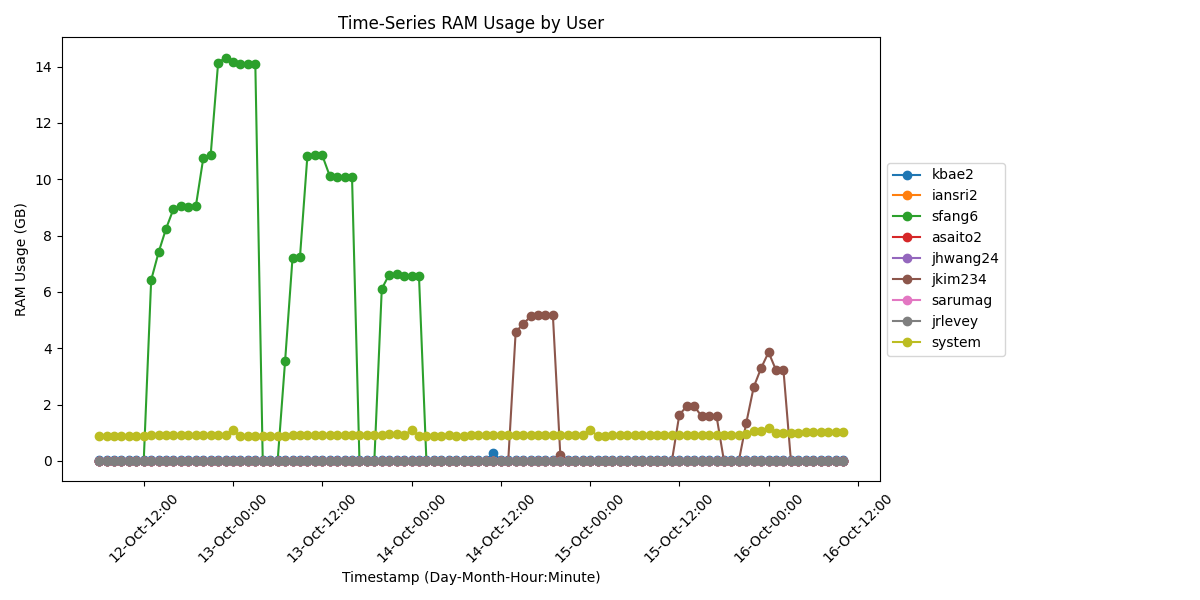 Time-Series RAM Usage by User
RAM Usage (GB)
14
12
10
8
6
4
2
0
12-Oct-12:00
13-Oct-00:00
13-Oct-12:00
14-Oct-00:00
14-Oct-12:00
15-Oct-00:00
15-Oct-12:00
16-Oct-00:00
16-Oct-12:00
Timestamp (Day-Month-Hour:Minute)
kbae2
iansri2
sfang6
asaito2
jhwang24
jkim234
sarumag
jrlevey
system